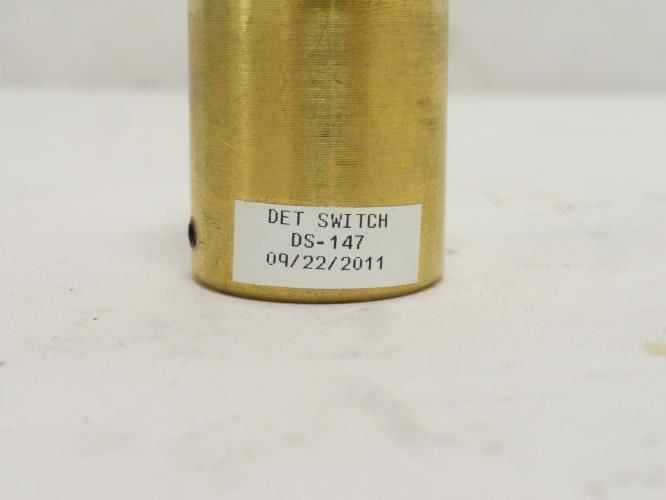 DET SWITCH
DS-147
09/22/2011